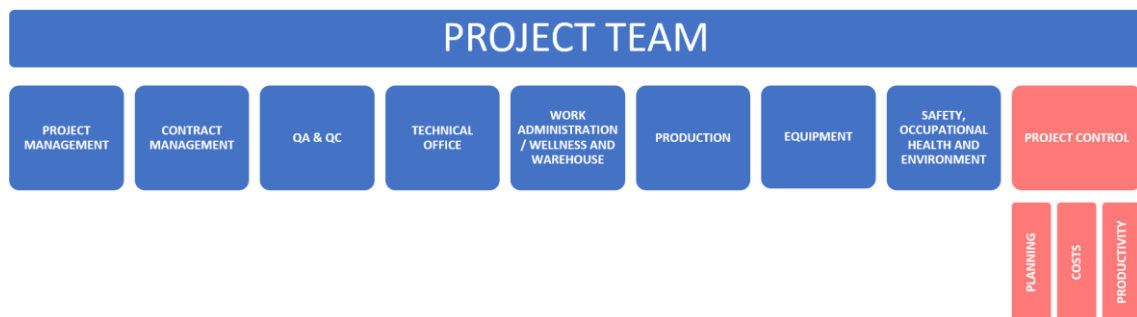 PROJECT TEAM
PROJECT
MANAGEMENT
CONTRACT
MANAGEMENT
QA & QC
TECHNICAL
OFFICE
WORK
ADMINISTRATION
/ WELLNESS AND
WAREHOUSE
PRODUCTION
EQUIPMENT
SAFETY,
OCCUPATIONAL
HEALTH AND
ENVIRONMENT
PROJECT CONTROL
PLANNING
COSTS
PRODUCTIVITY